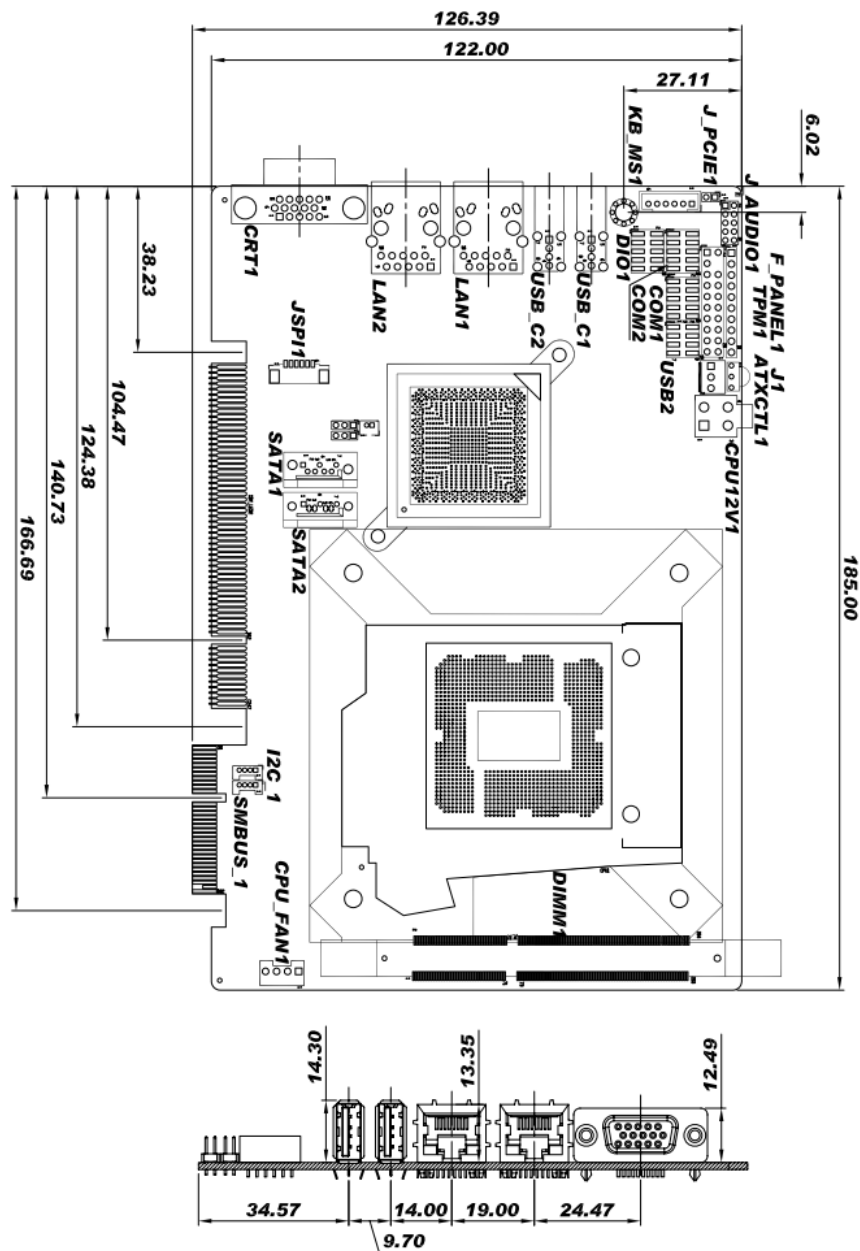 126.39
122.00
27.11
6.02
KB_MS1
J_PCIE1
J_AUDIO1
F_PANEL1
TPM1
J1
ATXCTL1
CRT1
LAN2
LAN1
USB_C2
USB_C1
DIO1
COM1
COM2
USB2
CPU12V1
JSPI1
SATA1
SATA2
38.23
104.47
124.38
140.73
166.69
185.00
I2C_1
SMBUS_1
CPU_FAN1
DIMM1
14.30
13.35
12.49
34.57
9.70
14.00
19.00
24.47